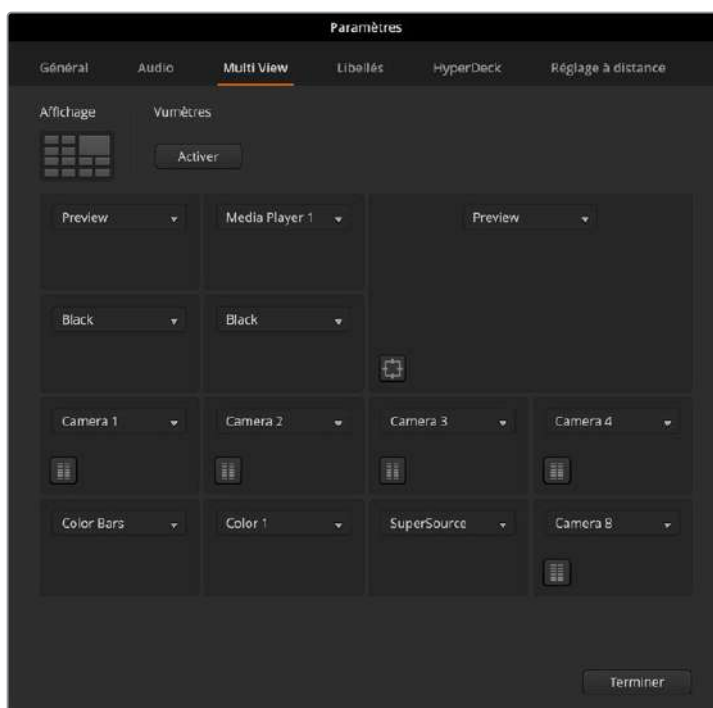 Paramètres
Général Audio Multi View Libellés HyperDeck Réglage à distance
Affichage Vumètres
Activer
Preview Media Player 1 Preview
Black Black
Camera 1 Camera 2 Camera 3 Camera 4
Color Bars Color 1 SuperSource Camera 8
Terminer